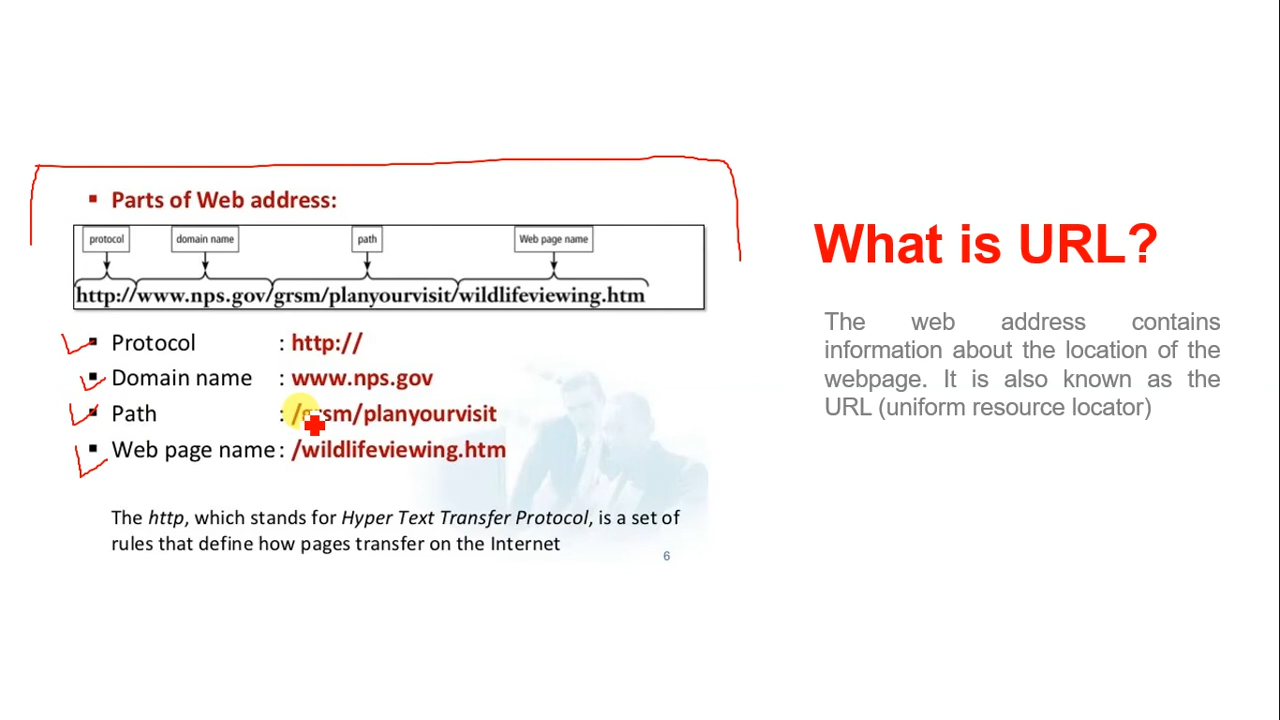 Parts of Web address:
protocol domain name path Web page name
http://www.nps.gov/grsm/planyourvisit/wildlifeviewing.htm
Protocol : http://
Domain name : www.nps.gov
Path : /grsm/planyourvisit
Web page name : /wildlifeviewing.htm
The http, which stands for Hyper Text Transfer Protocol, is a set of
rules that define how pages transfer on the Internet
6
What is URL?
The web address contains
information about the location of the
webpage. It is also known as the
URL (uniform resource locator)